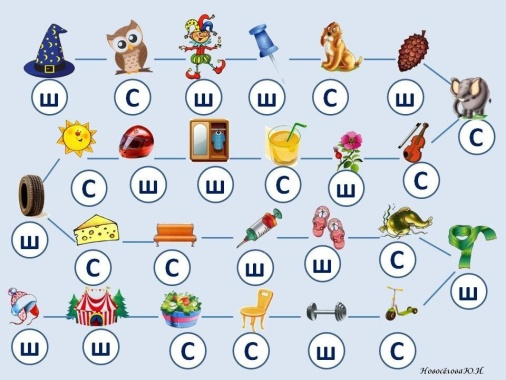 ш С ш ш С ш
С
С ш ш С ш С
ш
С С ш ш С
ш
ш ш С С ш С
Новосёлова Ю.Н.